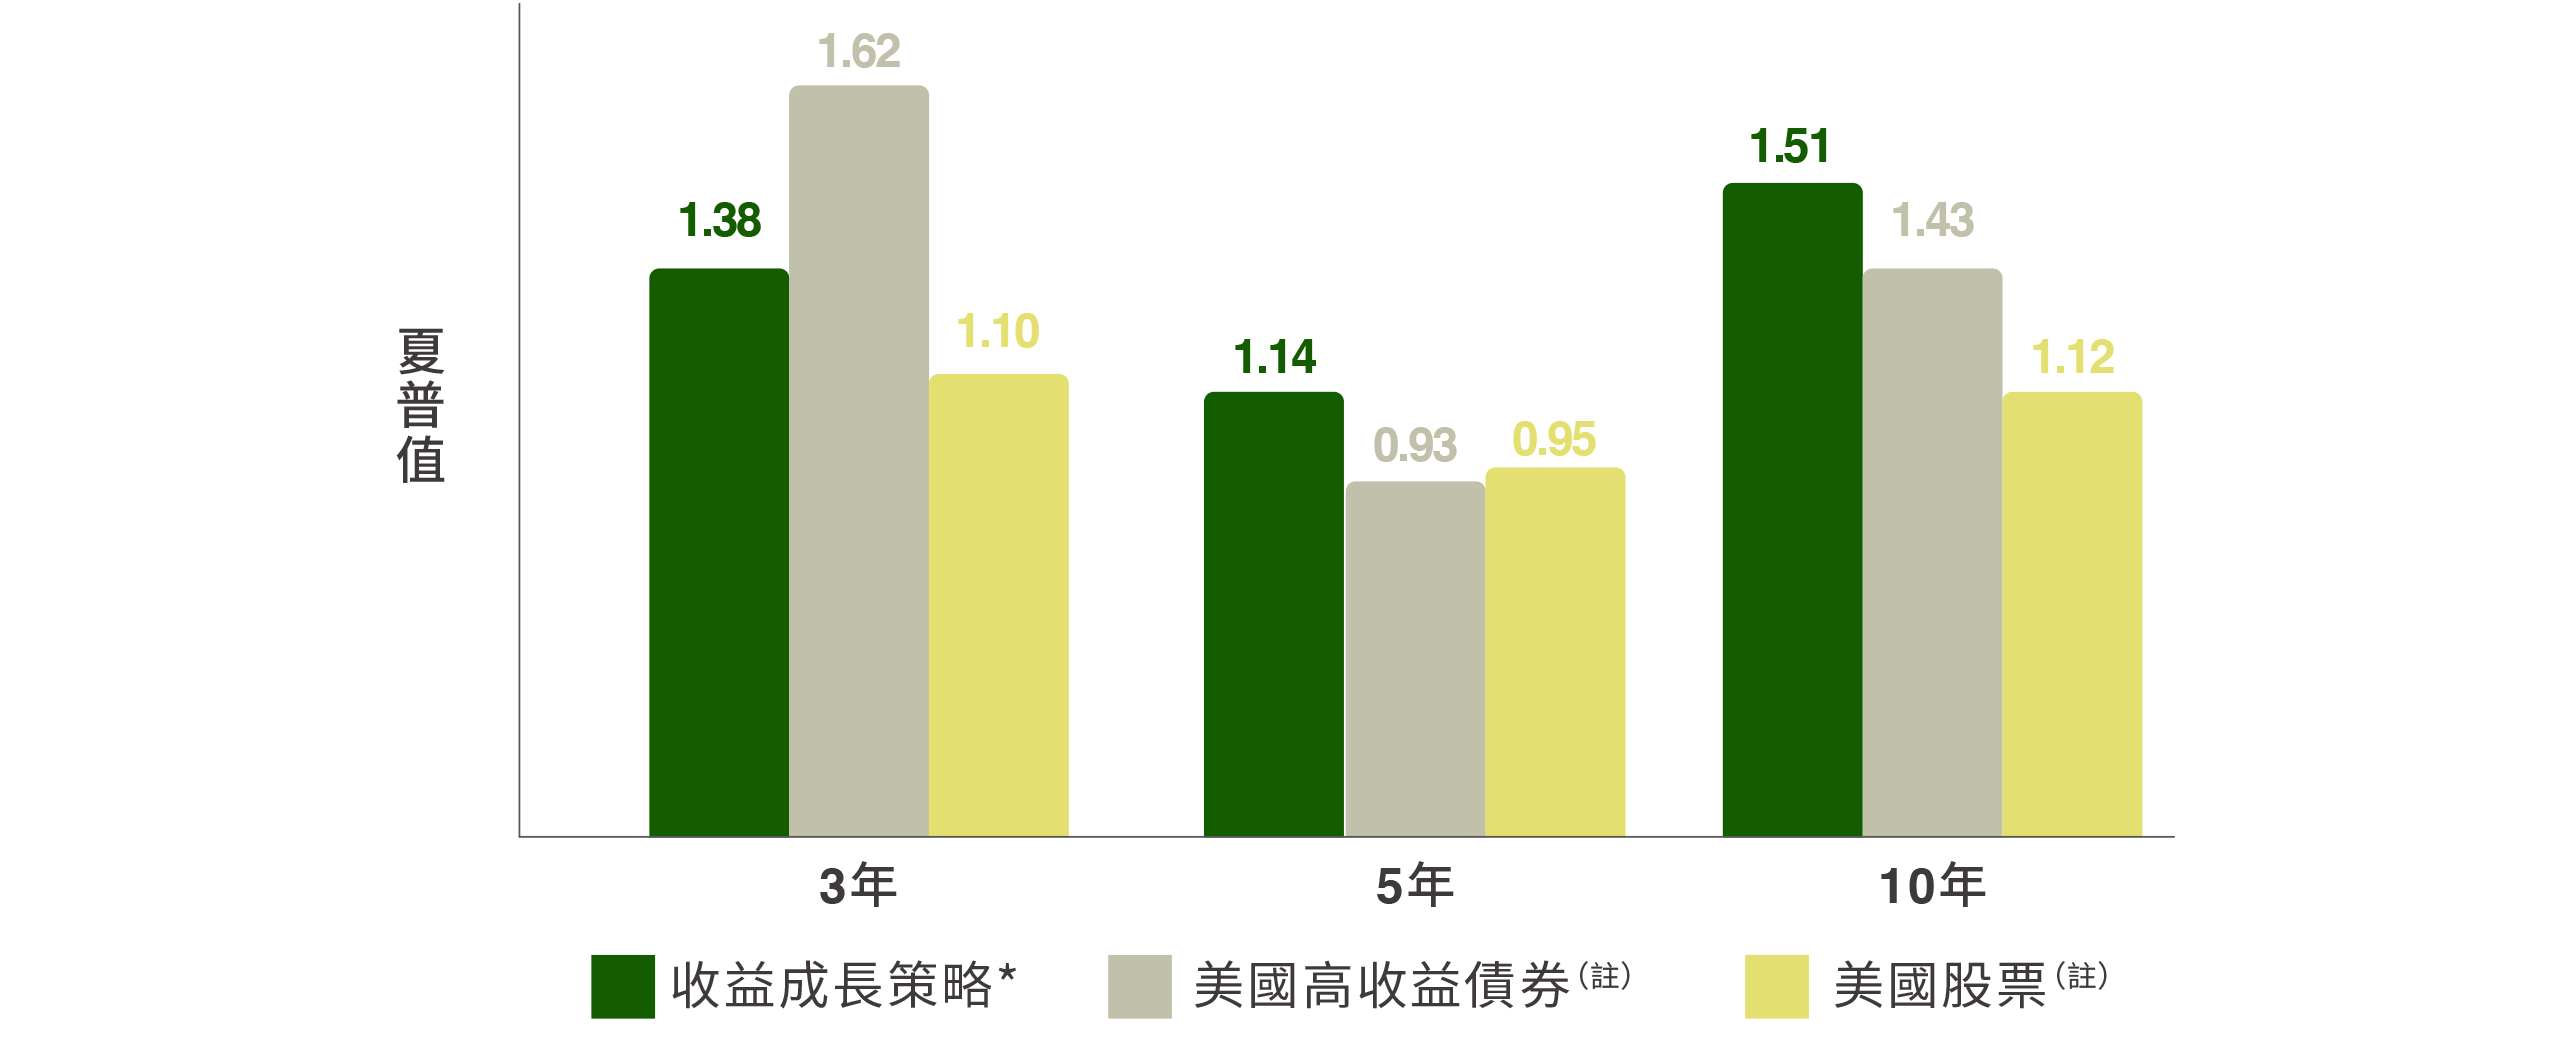 夏普值
1.38
1.62
1.10
1.14
0.93
0.95
1.51
1.43
1.12
3年
5年
10年
收益成長策略*
美國高收益債券(註)
美國股票(註)